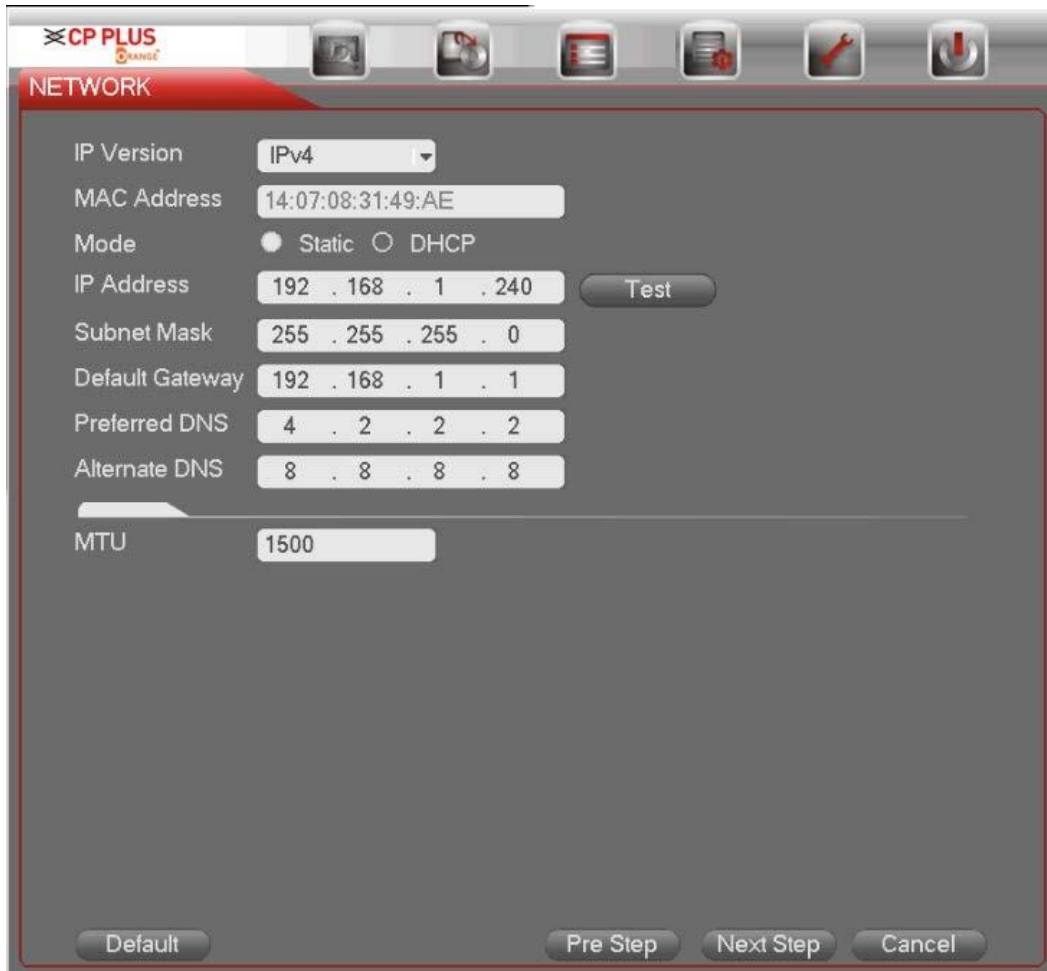 CP PLUS
ORANGE
NETWORK
IP Version IPv4
MAC Address 14:07:08:31:49:AE
Mode Static DHCP
IP Address 192 . 168 . 1 . 240 Test
Subnet Mask 255 . 255 . 255 . 0
Default Gateway 192 . 168 . 1 . 1
Preferred DNS 4 . 2 . 2 . 2
Alternate DNS 8 . 8 . 8 . 8
MTU 1500
Default Pre Step Next Step Cancel